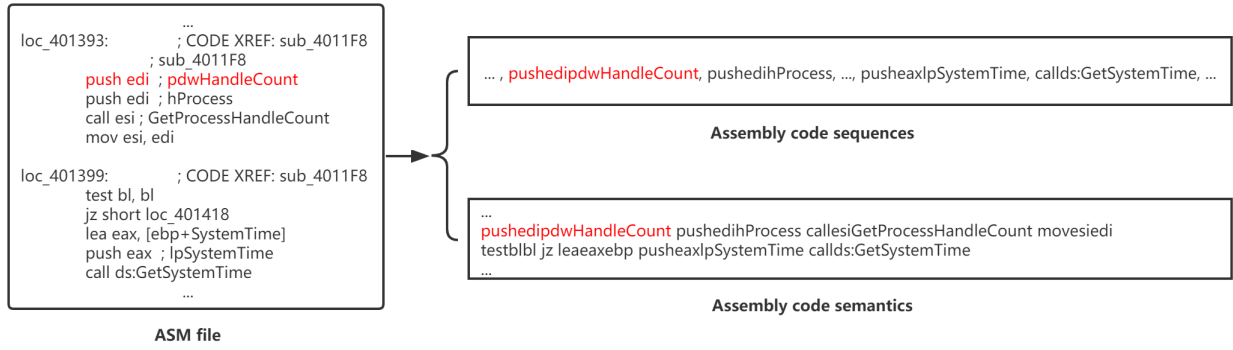 ...
loc_401393: ; CODE XREF: sub_4011F8
; sub_4011F8
push edi ; pdwHandleCount
push edi ; hProcess
call esi ; GetProcessHandleCount
mov esi, edi
loc_401399: ; CODE XREF: sub_4011F8
test bl, bl
jz short loc_401418
lea eax, [ebp+SystemTime]
push eax ; lpSystemTime
call ds:GetSystemTime
...
ASM file
... , pushedipdwHandleCount, pushedihProcess, ..., pusheaxlpSystemTime, callds:GetSystemTime, ...
Assembly code sequences
...
pushedipdwHandleCount pushedihProcess callesiGetProcessHandleCount movesiedi
testblbl jz leaeaxebp pusheaxlpSystemTime callds:GetSystemTime
...
Assembly code semantics